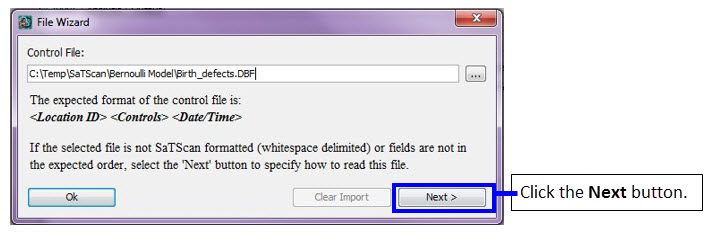 File Wizard
Control File:
C:\Temp\SaTScan\Bernoulli Model\Birth_defects.DBF
...
The expected format of the control file is:
<Location ID> <Controls> <Date/Time>
If the selected file is not SaTScan formatted (whitespace delimited) or fields are not in
the expected order, select the 'Next' button to specify how to read this file.
Ok
Clear Import
Next >
Click the Next button.